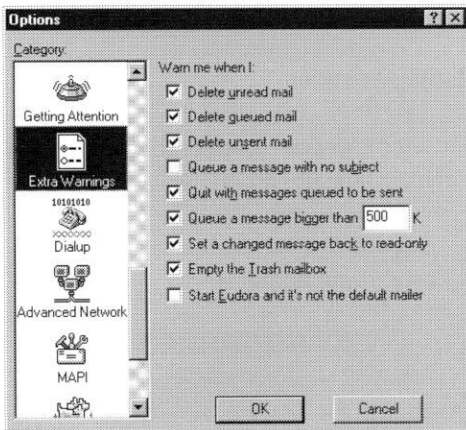 Options
Category:
Getting Attention
Extra Warnings
10101010
Dialup
Advanced Network
MAPI
Warn me when I:
Delete unread mail
Delete queued mail
Delete unsent mail
Queue a message with no subject
Quit with messages queued to be sent
Queue a message bigger than 500 K
Set a changed message back to read-only
Empty the Trash mailbox
Start Eudora and it's not the default mailer
OK
Cancel